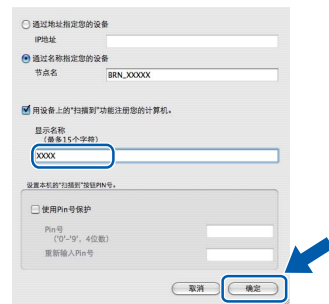 通过地址指定您的设备
IP地址
通过名称指定您的设备
节点名 BRN_XXXXX
用设备上的"扫描到"功能注册您的计算机。
显示名称
(最多15个字符)
XXXX
设置本机的"扫描到"按钮PIN号。
使用Pin号保护
Pin号
('0'-'9', 4位数)
重新输入Pin号
取消 确定